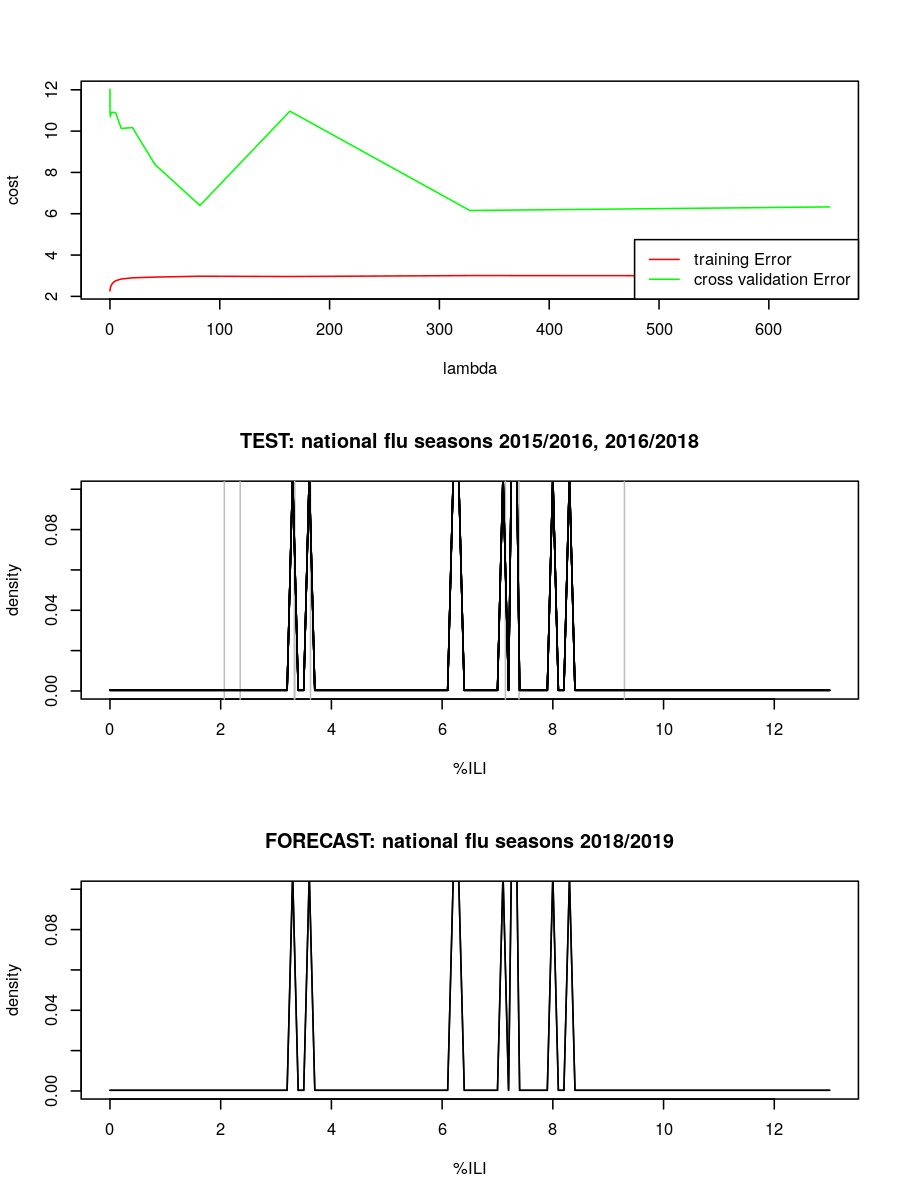 12
10
8
6
4
2
cost
training Error
cross validation Error
0 100 200 300 400 500 600
lambda
TEST: national flu seasons 2015/2016, 2016/2018
0.08
0.04
0.00
density
0 2 4 6 8 10 12
%ILI
FORECAST: national flu seasons 2018/2019
0.08
0.04
0.00
density
0 2 4 6 8 10 12
%ILI